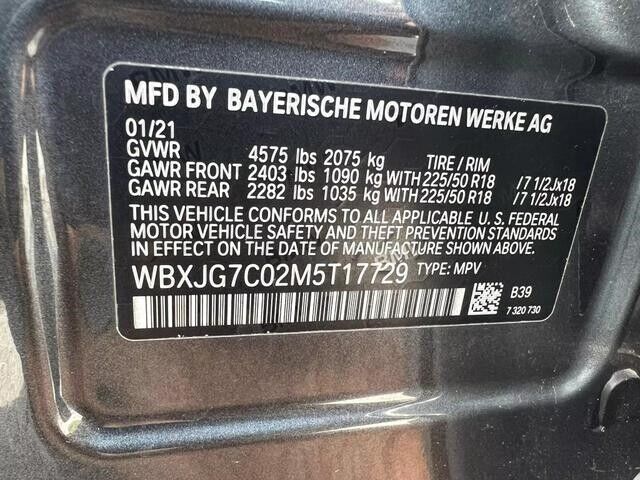 MFD BY BAYERISCHE MOTOREN WERKE AG
01/21
GVWR 4575 lbs 2075 kg TIRE / RIM
GAWR FRONT 2403 lbs 1090 kg WITH 225/50 R18 /7 1/2Jx18
GAWR REAR 2282 lbs 1035 kg WITH 225/50 R18 /7 1/2Jx18
THIS VEHICLE CONFORMS TO ALL APPLICABLE U. S. FEDERAL
MOTOR VEHICLE SAFETY AND THEFT PREVENTION STANDARDS
IN EFFECT ON THE DATE OF MANUFACTURE SHOWN ABOVE.
WBXJG7C02M5T17729 TYPE: MPV
B39
7 320 730